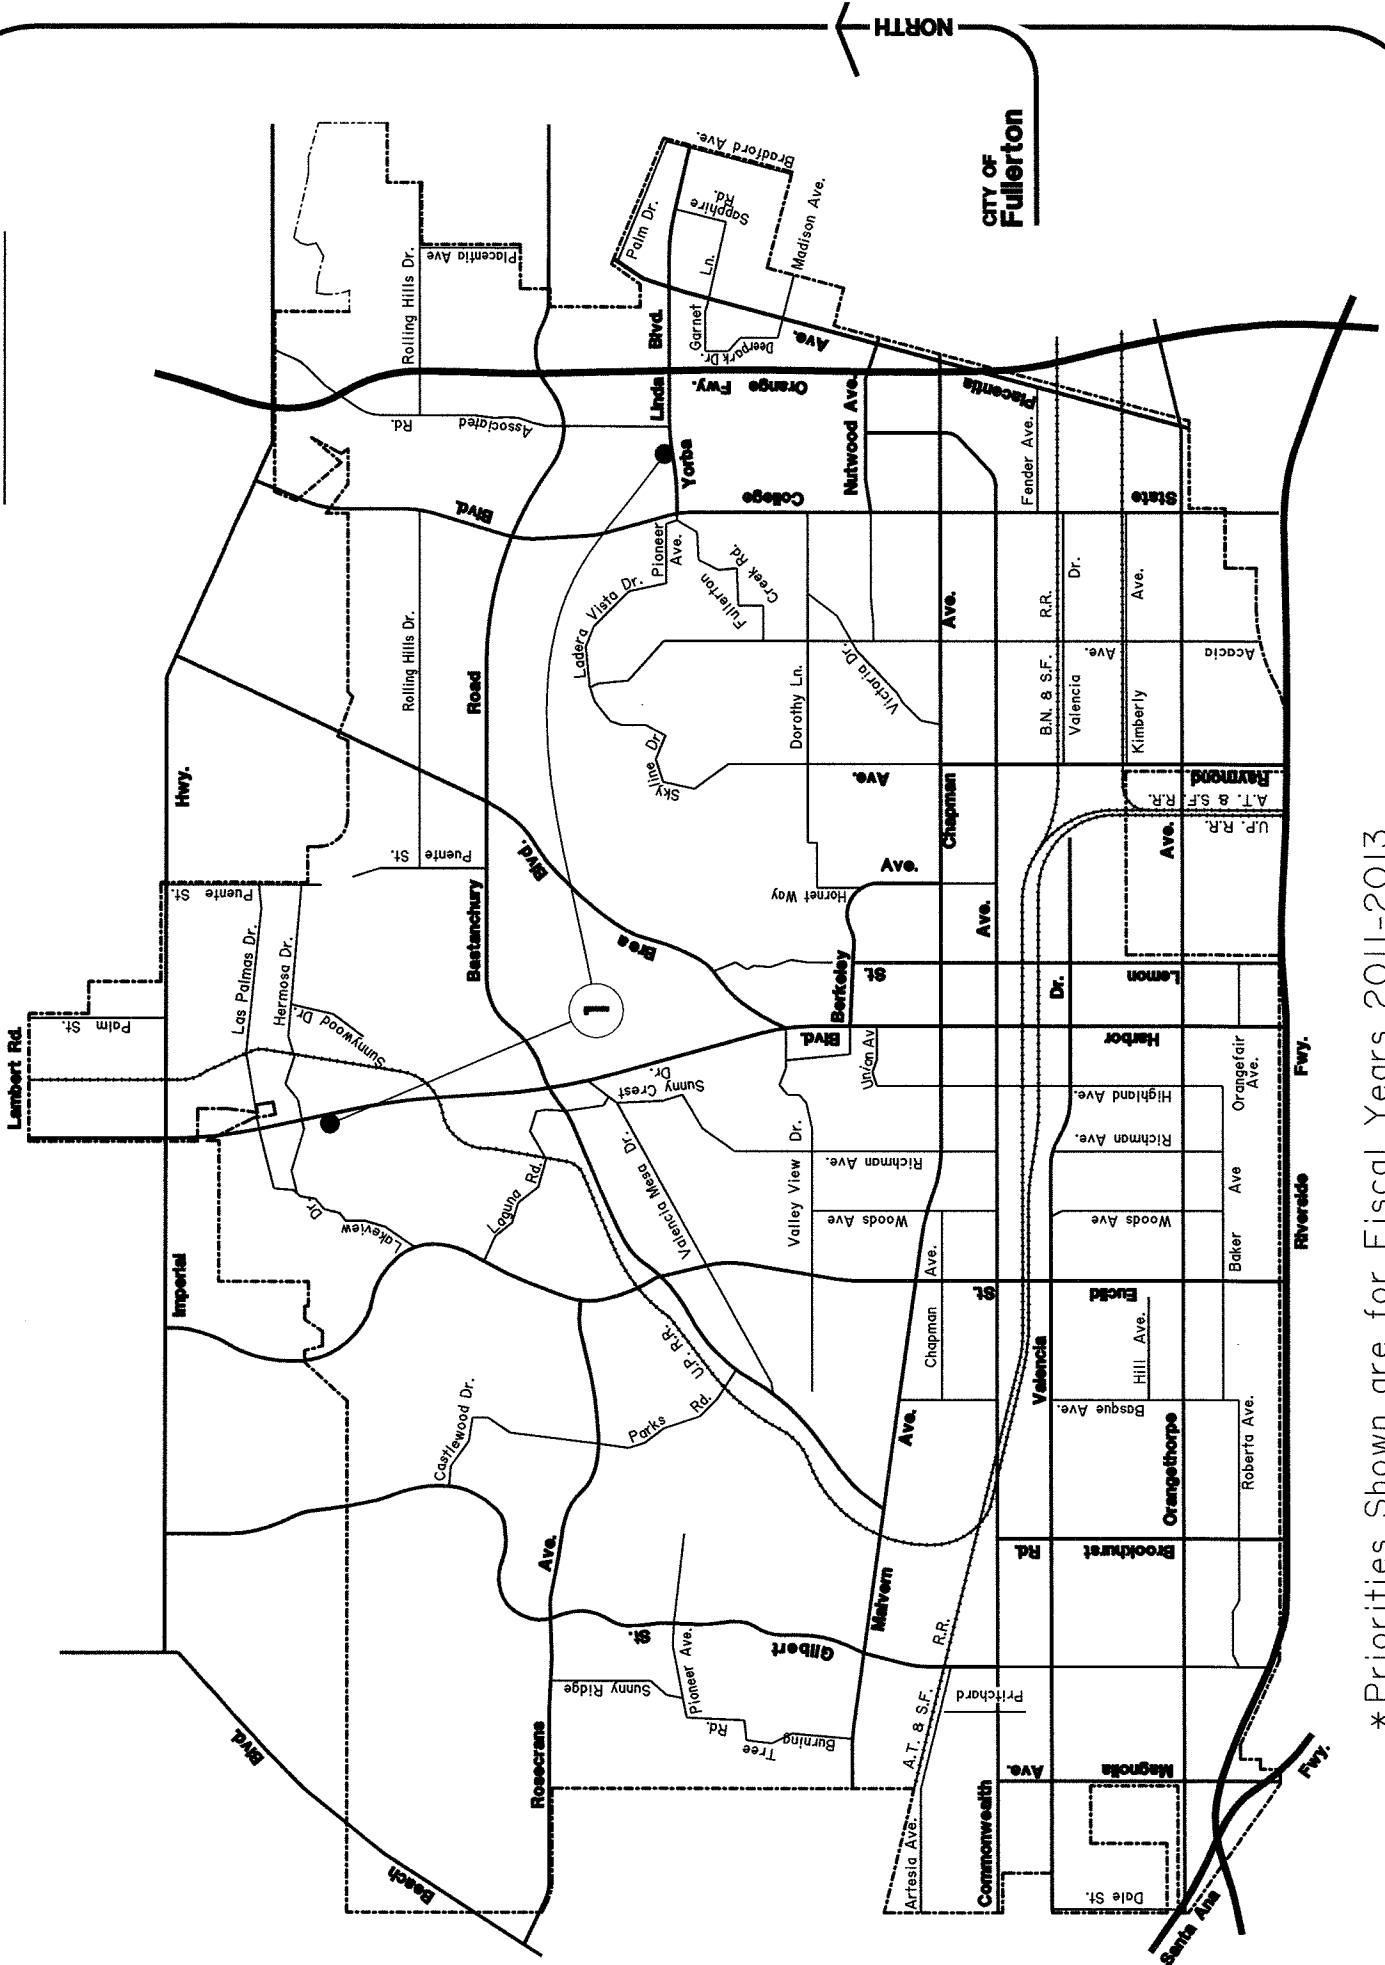 NORTH
CITY OF
Fullerton
Lambert Rd.
Palm St.
Imperial
Hwy.
Puente St.
Las Palmas Dr.
Hermosa Dr.
Sunnywood Dr.
Lakeview
Dr.
Puente St.
Rolling Hills Dr.
Rolling Hills Dr.
Placentia Ave
Associated
Rd.
Blvd.
Bastanchury
Road
Brea
Blvd.
Laguna
Rd.
Sunny Crest
Dr.
Valencia Mesa Dr.
Castlewood Dr.
Parks
Rd.
U.P. R.R.
Rosecrans
Ave.
Beach
Blvd.
Sunny Ridge
Pioneer Ave.
Burning
Tree
Rd.
Gilbert
St.
Skyline Dr
Ladera Vista Dr.
Pioneer
Ave.
Fullerton
Creek Rd.
Yorba
Linda
Blvd.
Palm Dr.
Bradford Ave.
Sapphire
Rd.
Garnet
Ln.
Deerpark Dr.
Madison Ave.
Placentia
Ave.
Orange Fwy.
State
College
Nutwood Ave.
Fender Ave.
Dorothy Ln.
Victoria Dr.
Hornet Way
Berkeley
Ave.
Valley View Dr.
Union Av
Malvern
Ave.
Chapman
Ave.
Chapman
Ave.
Commonwealth
Ave.
Artesia Ave.
A.T. & S.F.
R.R.
B.N. & S.F.
R.R.
Valencia
Dr.
Valencia
Dr.
Kimberly
Ave.
Acacia
Ave.
Raymond
Ave.
A.T. & S.F. R.R.
U.P. R.R.
Lemon
St.
Harbor
Blvd.
Highland Ave.
Richman Ave.
Richman Ave.
Woods Ave
Woods Ave
Euclid
St.
Hill Ave.
Basque Ave.
Brookhurst
Rd.
Pritchard
Magnolia
Ave.
Dale St.
Orangethorpe
Ave.
Orangefair
Ave.
Baker
Ave
Roberta Ave.
Riverside
Fwy.
Santa Ana
Fwy.
1
*Priorities Shown are for Fiscal Years 2011-2013